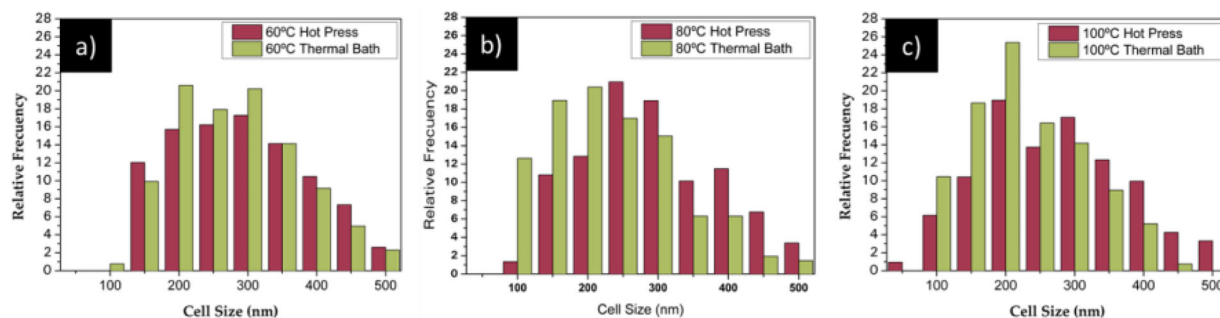 a)
60ºC Hot Press
60ºC Thermal Bath
28
26
24
22
20
18
16
14
12
10
8
6
4
2
0
Relative Frecuency
100 200 300 400 500
Cell Size (nm)
b)
80ºC Hot Press
80ºC Thermal Bath
28
26
24
22
20
18
16
14
12
10
8
6
4
2
0
Relative Frecuency
100 200 300 400 500
Cell Size (nm)
c)
100ºC Hot Press
100ºC Thermal Bath
28
26
24
22
20
18
16
14
12
10
8
6
4
2
0
Relative Frecuency
100 200 300 400 500
Cell Size (nm)